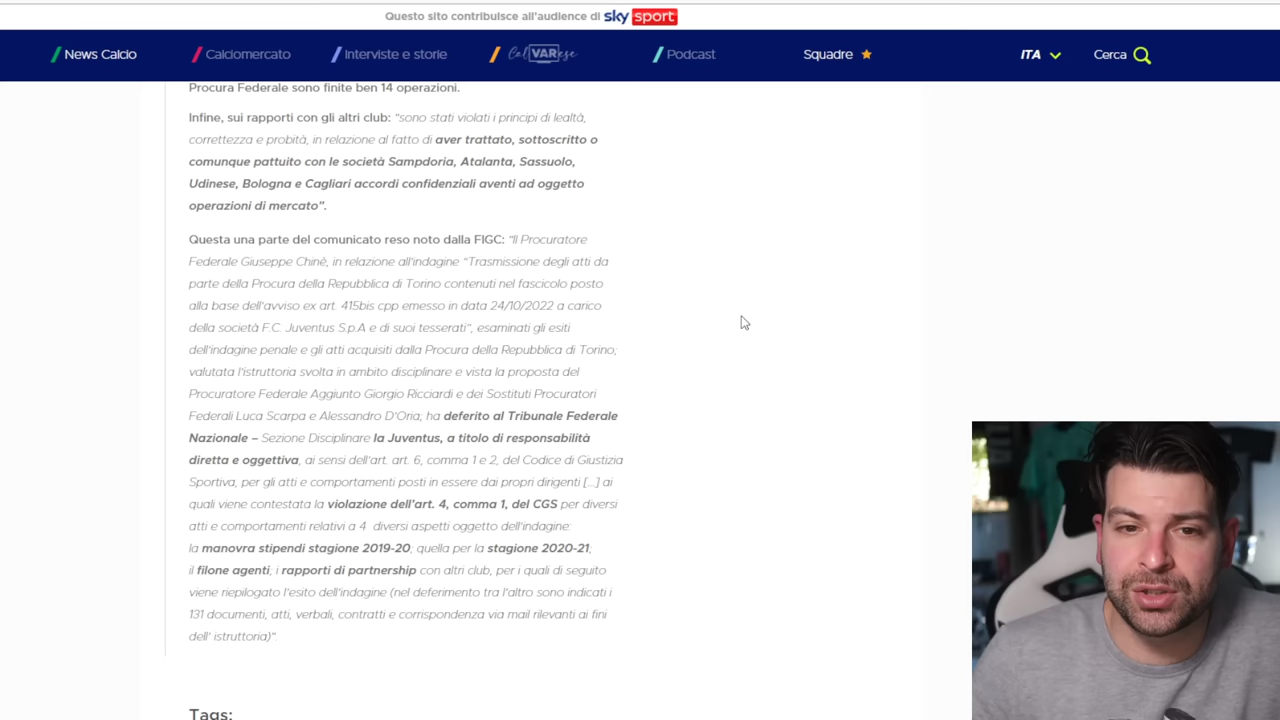 Questo sito contribuisce all'audience di sky sport
News Calcio
Calciomercato
Interviste e storie
CalVARese
Podcast
Squadre
ITA
Cerca
Procura Federale sono finite ben 14 operazioni.
Infine, sui rapporti con gli altri club: "sono stati violati i principi di lealtà,
correttezza e probità, in relazione al fatto di aver trattato, sottoscritto o
comunque pattuito con le società Sampdoria, Atalanta, Sassuolo,
Udinese, Bologna e Cagliari accordi confidenziali aventi ad oggetto
operazioni di mercato".
Questa una parte del comunicato reso noto dalla FIGC: "Il Procuratore
Federale Giuseppe Chinè, in relazione all'indagine "Trasmissione degli atti da
parte della Procura della Repubblica di Torino contenuti nel fascicolo posto
alla base dell'avviso ex art. 415bis cpp emesso in data 24/10/2022 a carico
della società F.C. Juventus S.p.A e di suoi tesserati", esaminati gli esiti
dell'indagine penale e gli atti acquisiti dalla Procura della Repubblica di Torino;
valutata l'istruttoria svolta in ambito disciplinare e vista la proposta del
Procuratore Federale Aggiunto Giorgio Ricciardi e dei Sostituti Procuratori
Federali Luca Scarpa e Alessandro D'Oria; ha deferito al Tribunale Federale
Nazionale – Sezione Disciplinare la Juventus, a titolo di responsabilità
diretta e oggettiva, ai sensi dell'art. art. 6, comma 1 e 2, del Codice di Giustizia
Sportiva, per gli atti e comportamenti posti in essere dai propri dirigenti [...] ai
quali viene contestata la violazione dell'art. 4, comma 1, del CGS per diversi
atti e comportamenti relativi a 4 diversi aspetti oggetto dell'indagine:
la manovra stipendi stagione 2019-20; quella per la stagione 2020-21;
il filone agenti; i rapporti di partnership con altri club, per i quali di seguito
viene riepilogato l'esito dell'indagine (nel deferimento tra l'altro sono indicati i
131 documenti, atti, verbali, contratti e corrispondenza via mail rilevanti ai fini
dell' istruttoria)".
Tags: